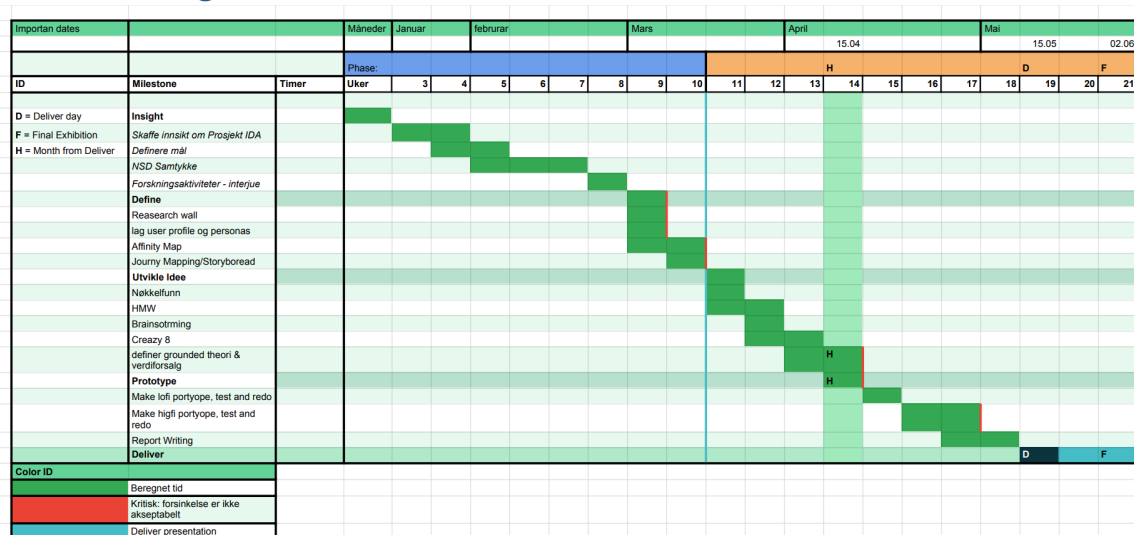 Importan dates Måneder Januar februrar Mars April Mai
15.04 15.05 02.06
Phase: H D F
ID Milestone Timer Uker 3 4 5 6 7 8 9 10 11 12 13 14 15 16 17 18 19 20 21
D = Deliver day Insight
F = Final Exhibition Skaffe innsikt om Prosjekt IDA
H = Month from Deliver Definere mål
NSD Samtykke
Forskningsaktiviteter - interjue
Define
Reasearch wall
lag user profile og personas
Affinity Map
Journy Mapping/Storyboread
Utvikle Idee
Nøkkelfunn
HMW
Brainsotrming
Creazy 8
definer grounded theori &
verdiforsalg H
Prototype H
Make lofi portyope, test and redo
Make higfi portyope, test and
redo
Report Writing
Deliver D F
Color ID
Beregnet tid
Kritisk: forsinkelse er ikke
akseptabelt
Deliver presentation